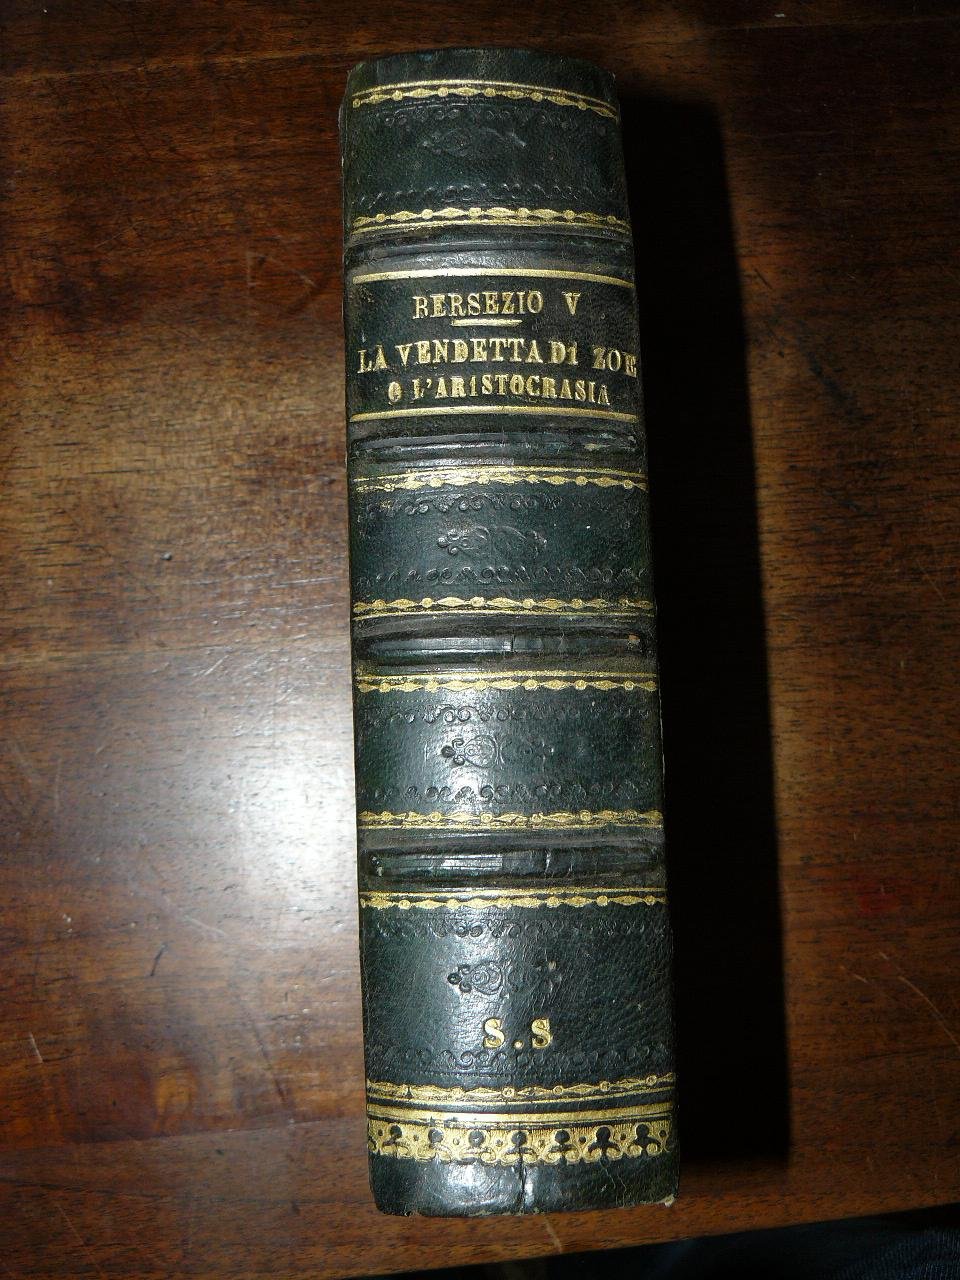 BERSEZIO V
LA VENDETTA DI ZOE
O L'ARISTOCRASIA
S.S